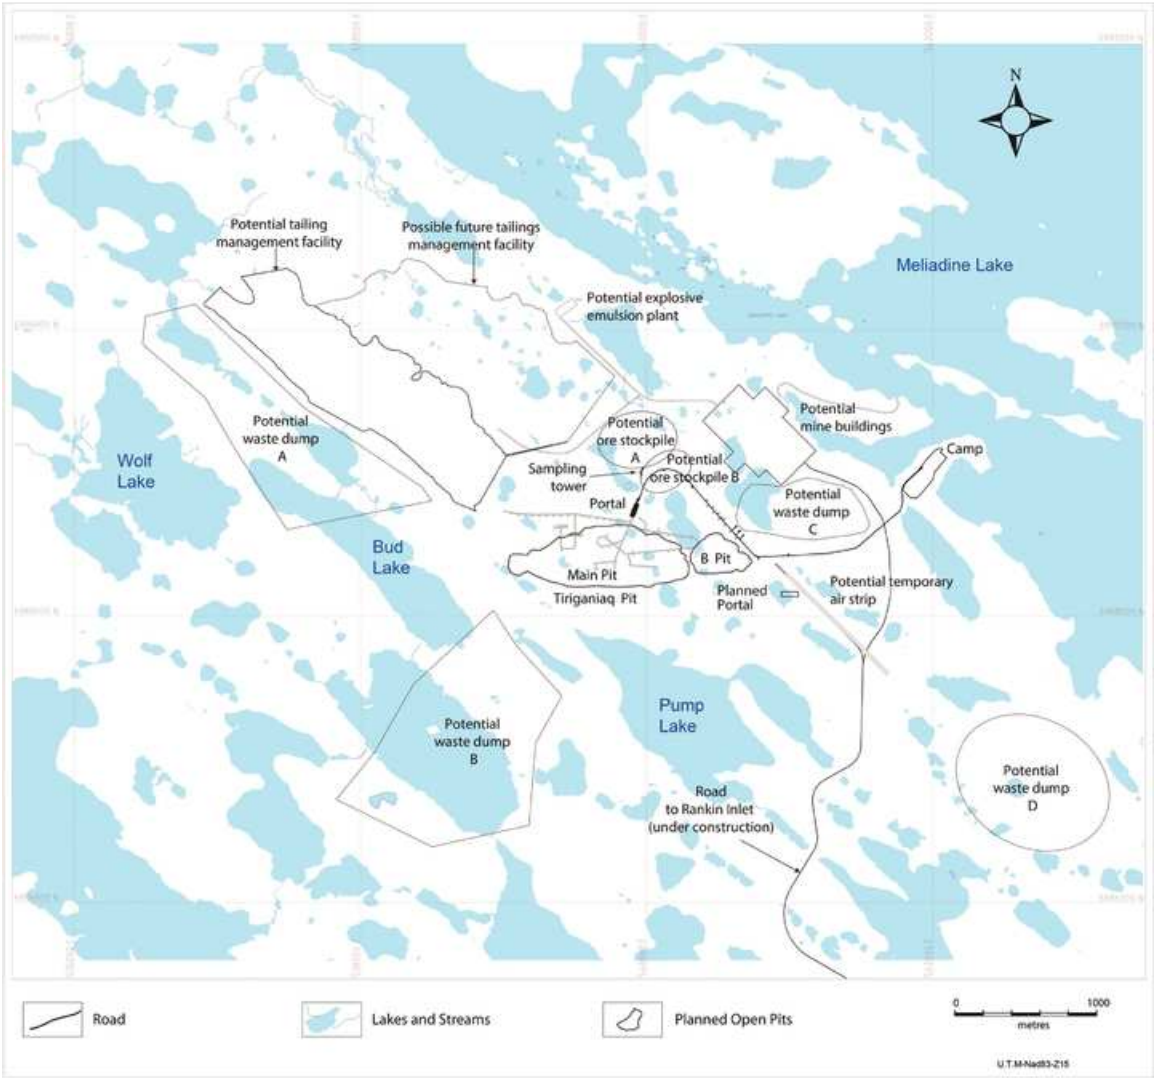 N
Potential tailing
management facility
Possible future tailings
management facility
Meliadine Lake
Potential explosive
emulsion plant
Potential
mine buildings
Potential
waste dump
A
Potential
ore stockpile
A
Potential
ore stockpile B
Camp
Wolf
Lake
Sampling
tower
Portal
Potential
waste dump
C
Bud
Lake
B Pit
Main Pit
Tiriganiaq Pit
Planned
Portal
Potential temporary
air strip
Pump
Lake
Potential
waste dump
B
Potential
waste dump
D
Road
to Rankin Inlet
(under construction)
Road
Lakes and Streams
Planned Open Pits
0 1000
metres
U.T.M-Nad83-Z15